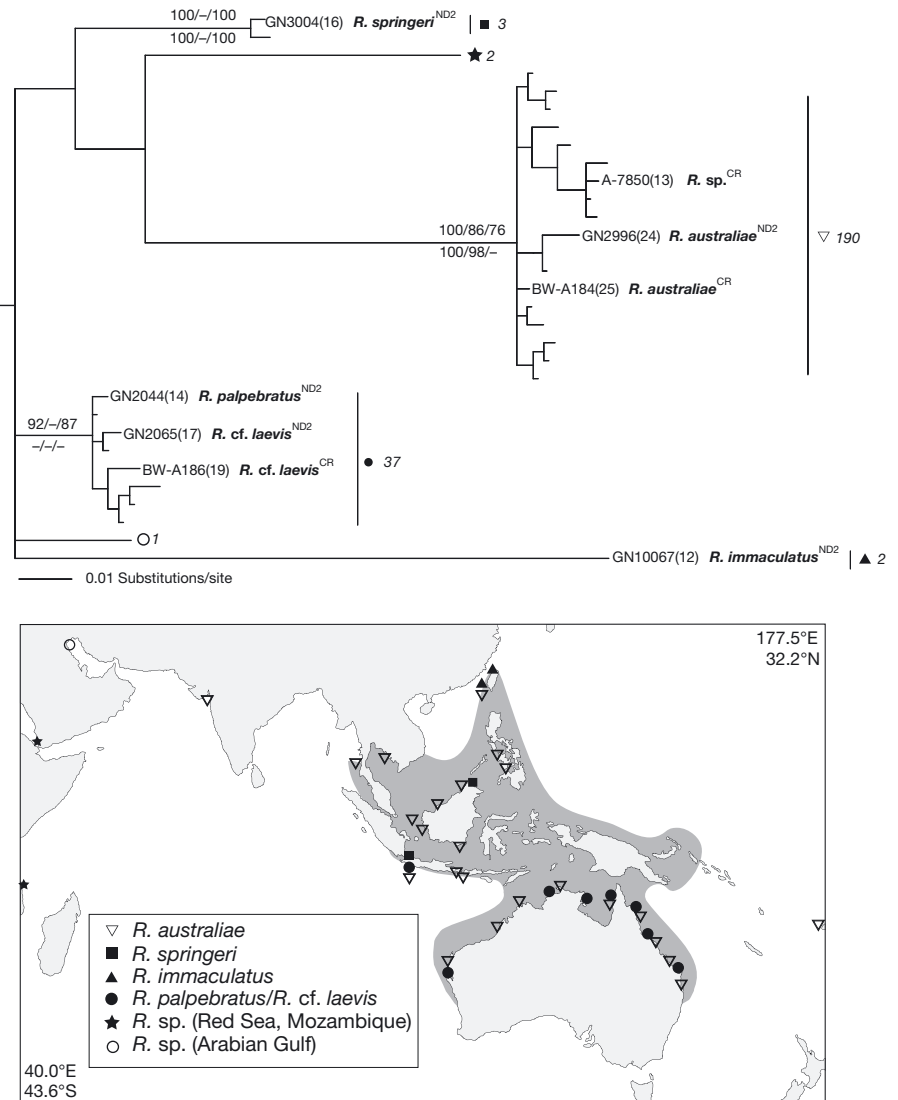 100/–/100
GN3004(16) R. springeri ND2 3
100/–/100
2
A-7850(13) R. sp. CR
100/86/76
GN2996(24) R. australiae ND2
190
100/98/–
BW-A184(25) R. australiae CR
GN2044(14) R. palpebratus ND2
92/–/87
GN2065(17) R. cf. laevis ND2
–/–/–
BW-A186(19) R. cf. laevis CR
37
1
GN10067(12) R. immaculatus ND2 2
0.01 Substitutions/site
177.5°E
32.2°N
R. australiae
R. springeri
R. immaculatus
R. palpebratus/R. cf. laevis
R. sp. (Red Sea, Mozambique)
R. sp. (Arabian Gulf)
40.0°E
43.6°S